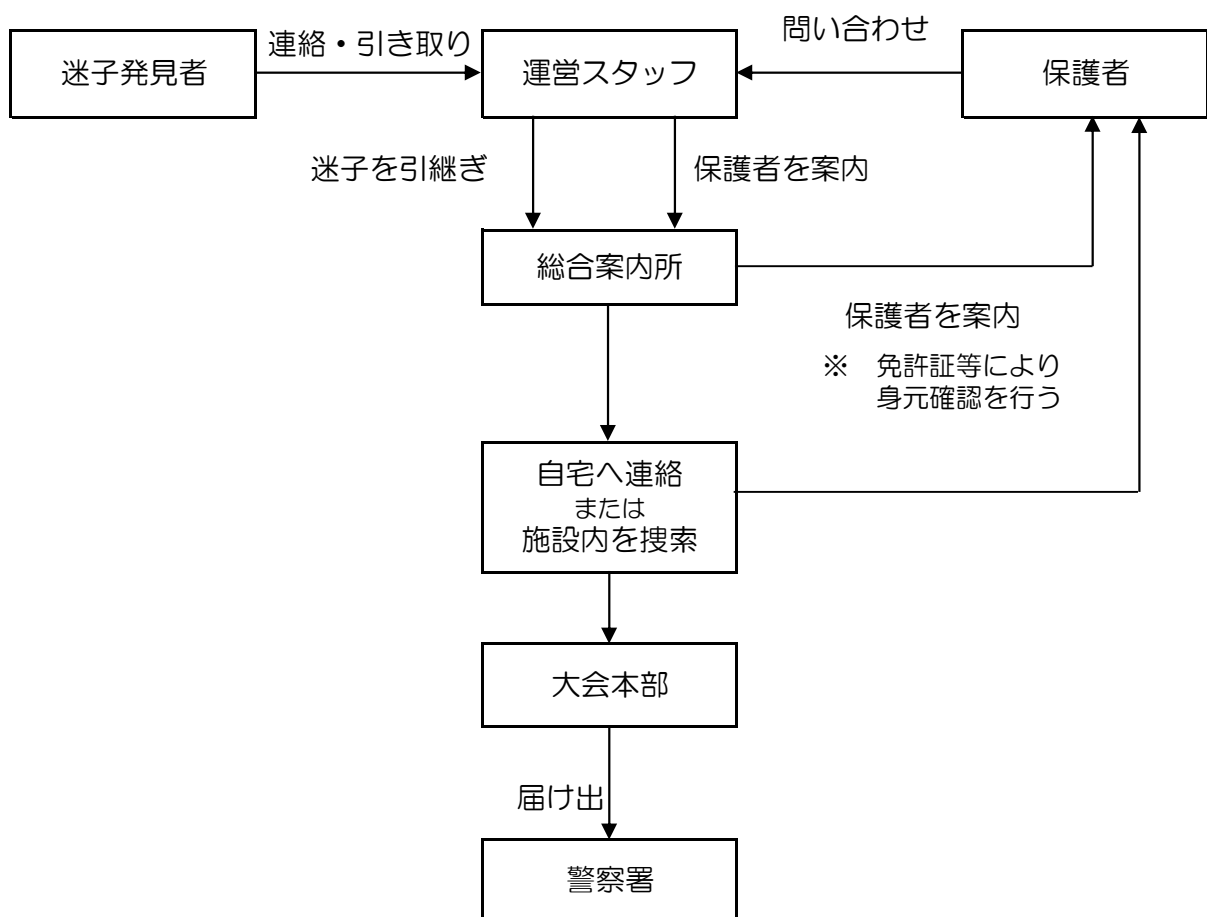 問い合わせ
連絡・引き取り
迷子発見者
運営スタッフ
保護者
迷子を引継ぎ
保護者を案内
総合案内所
保護者を案内
※　免許証等により
身元確認を行う
自宅へ連絡
または
施設内を捜索
大会本部
届け出
警察署